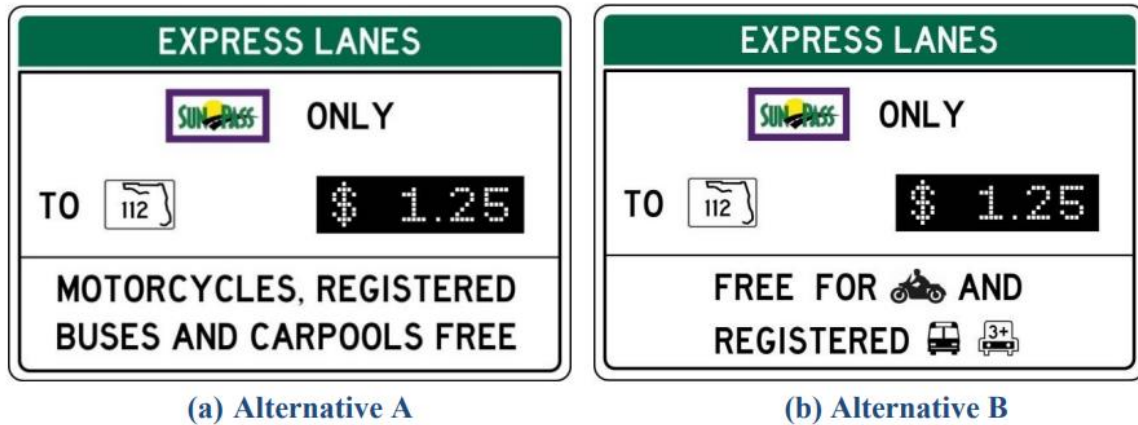 EXPRESS LANES
SUNPASS ONLY
TO 112 $ 1.25
MOTORCYCLES, REGISTERED
BUSES AND CARPOOLS FREE
(a) Alternative A
EXPRESS LANES
SUNPASS ONLY
TO 112 $ 1.25
FREE FOR AND
REGISTERED 3+
(b) Alternative B